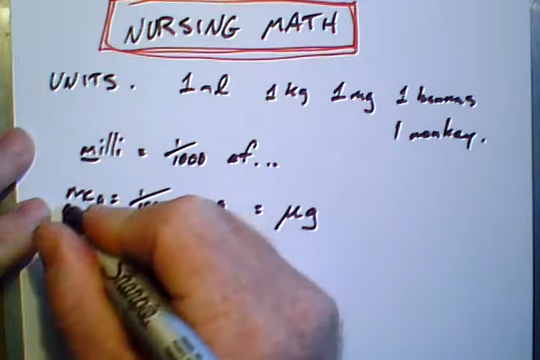 NURSING MATH
UNITS. 1 ml 1 kg 1 mg 1 banana
1 monkey.
milli = 1/1000 of...
= μg
Sharpie